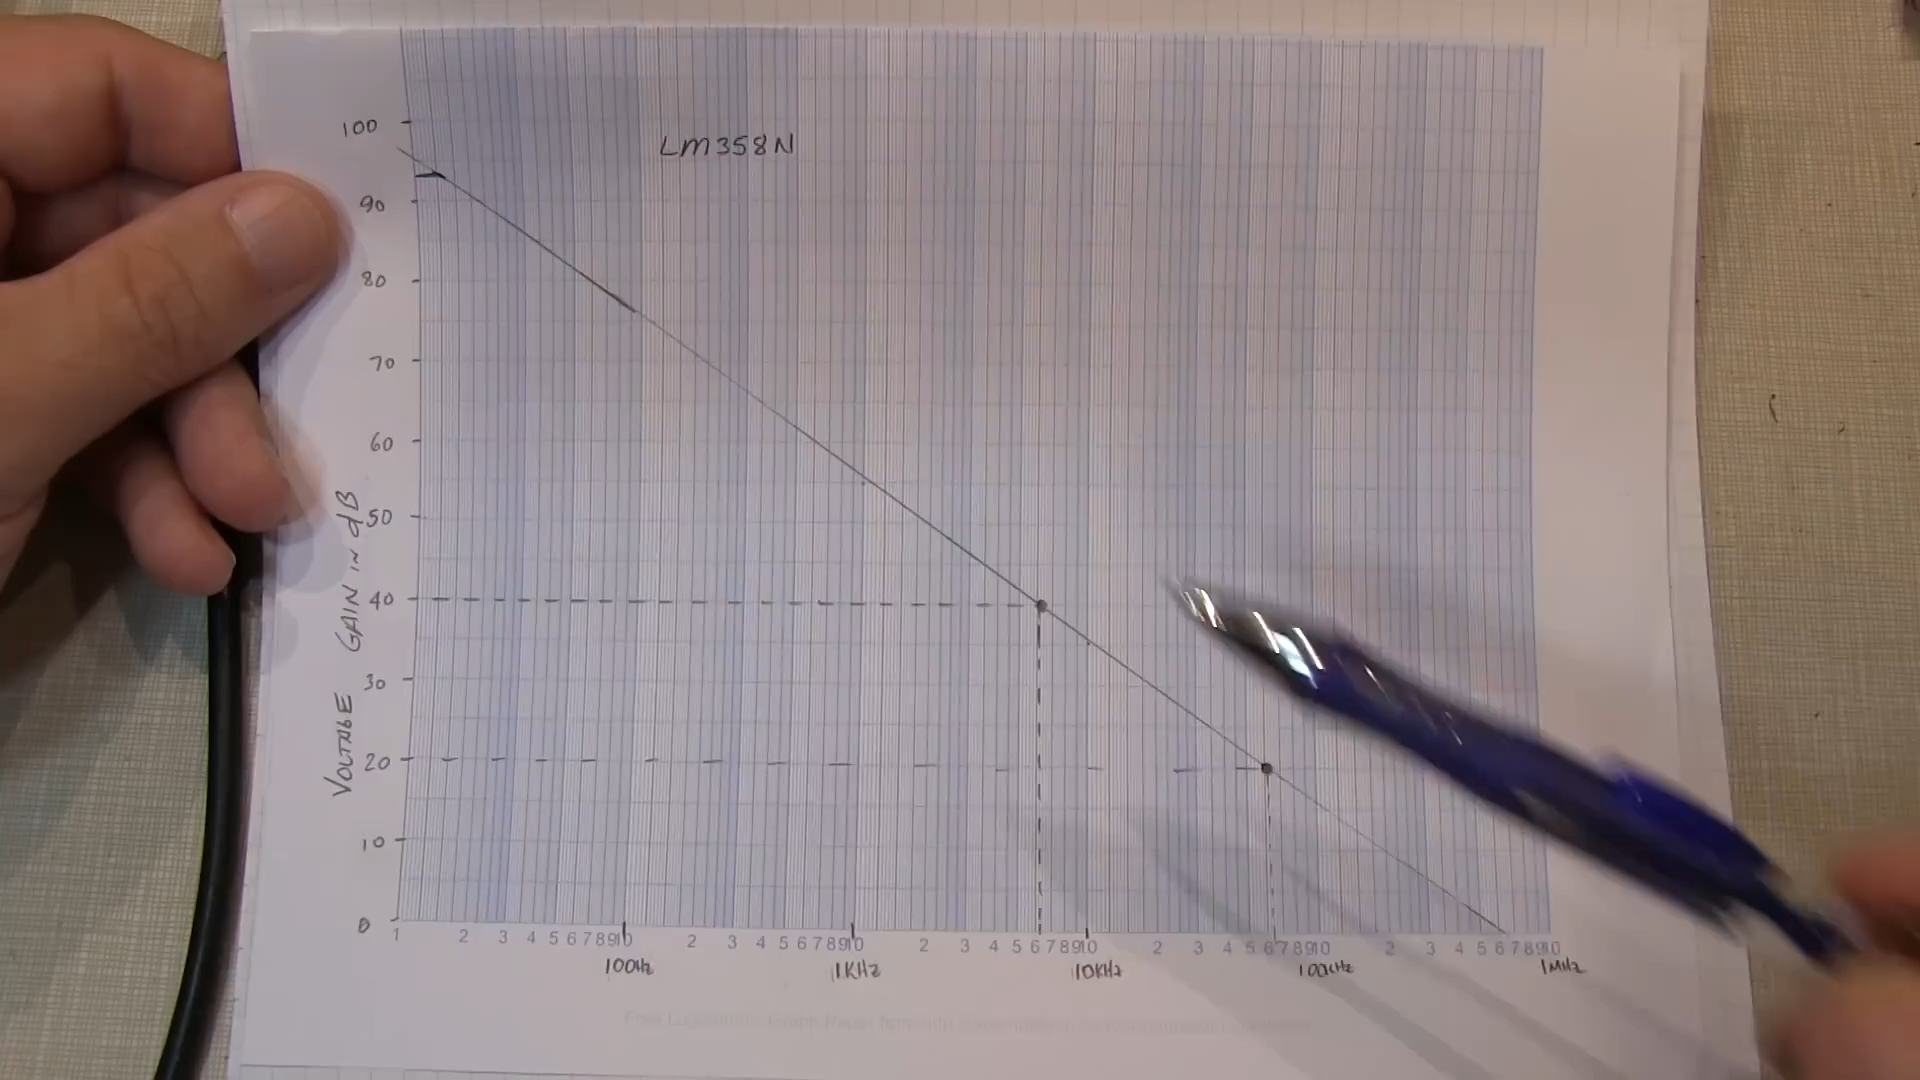 LM358N
100
90
80
70
60
50
40
30
20
10
0
VOLTAGE GAIN IN dB
1 2 3 4 5 6 7 8 9 10 2 3 4 5 6 7 8 9 10 2 3 4 5 6 7 8 9 10 2 3 4 5 6 7 8 9 10 2 3 4 5 6 7 8 9 10
100Hz 1KHz 10KHz 100KHz 1MHz